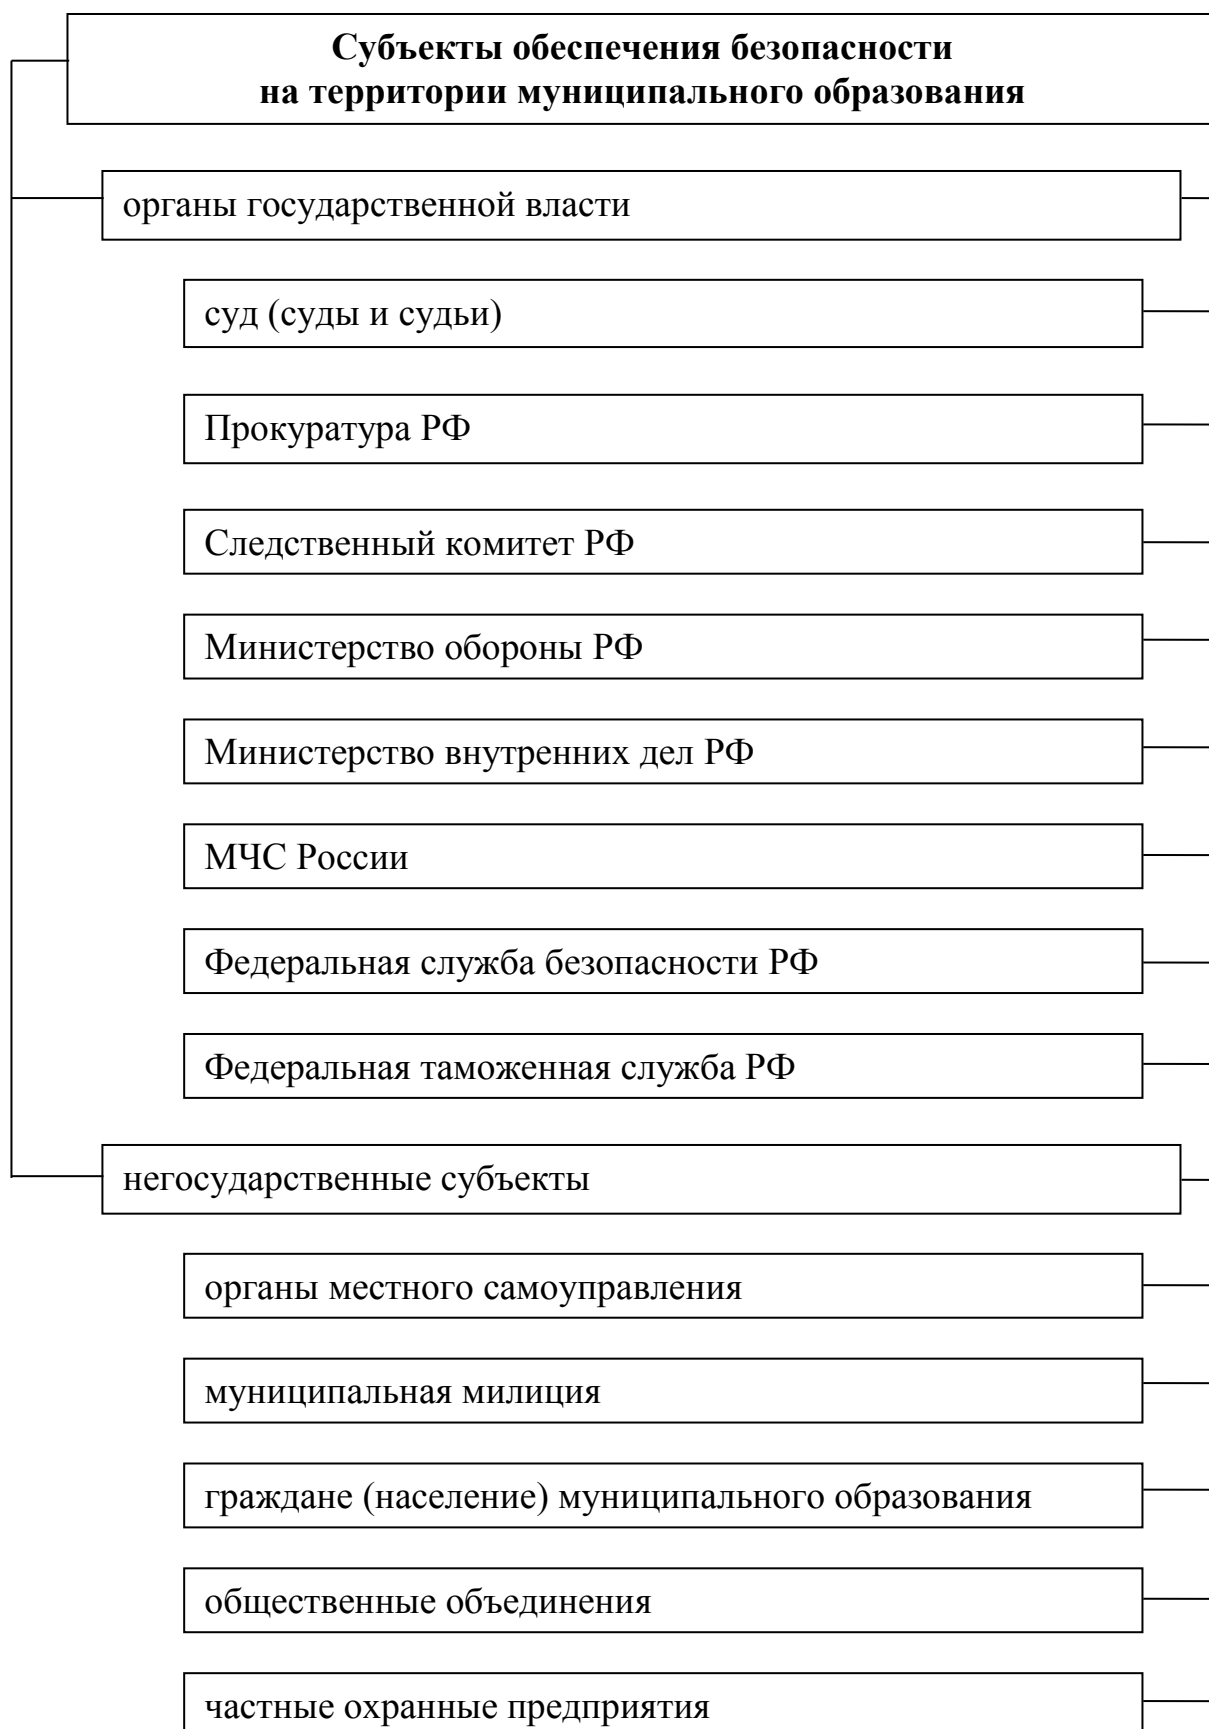 Субъекты обеспечения безопасности
на территории муниципального образования
органы государственной власти
суд (суды и судьи)
Прокуратура РФ
Следственный комитет РФ
Министерство обороны РФ
Министерство внутренних дел РФ
МЧС России
Федеральная служба безопасности РФ
Федеральная таможенная служба РФ
негосударственные субъекты
органы местного самоуправления
муниципальная милиция
граждане (население) муниципального образования
общественные объединения
частные охранные предприятия